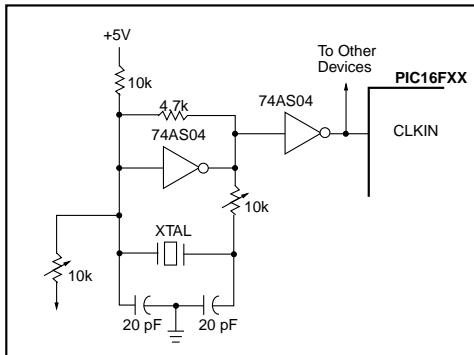 +5V
To Other
Devices
10k
4.7k
PIC16FXX
74AS04
74AS04
CLKIN
10k
XTAL
10k
20 pF
20 pF